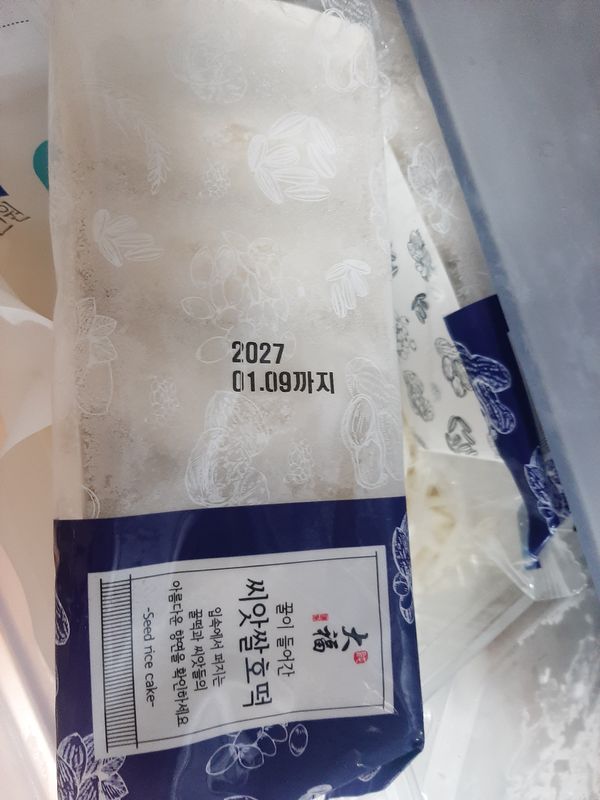 2027
01.09까지
大福
꿀이 들어간
씨앗쌀호떡
입속에서 퍼지는
꿀떡과 씨앗들의
아름다운 향연을 확인하세요
-Seed rice cake-